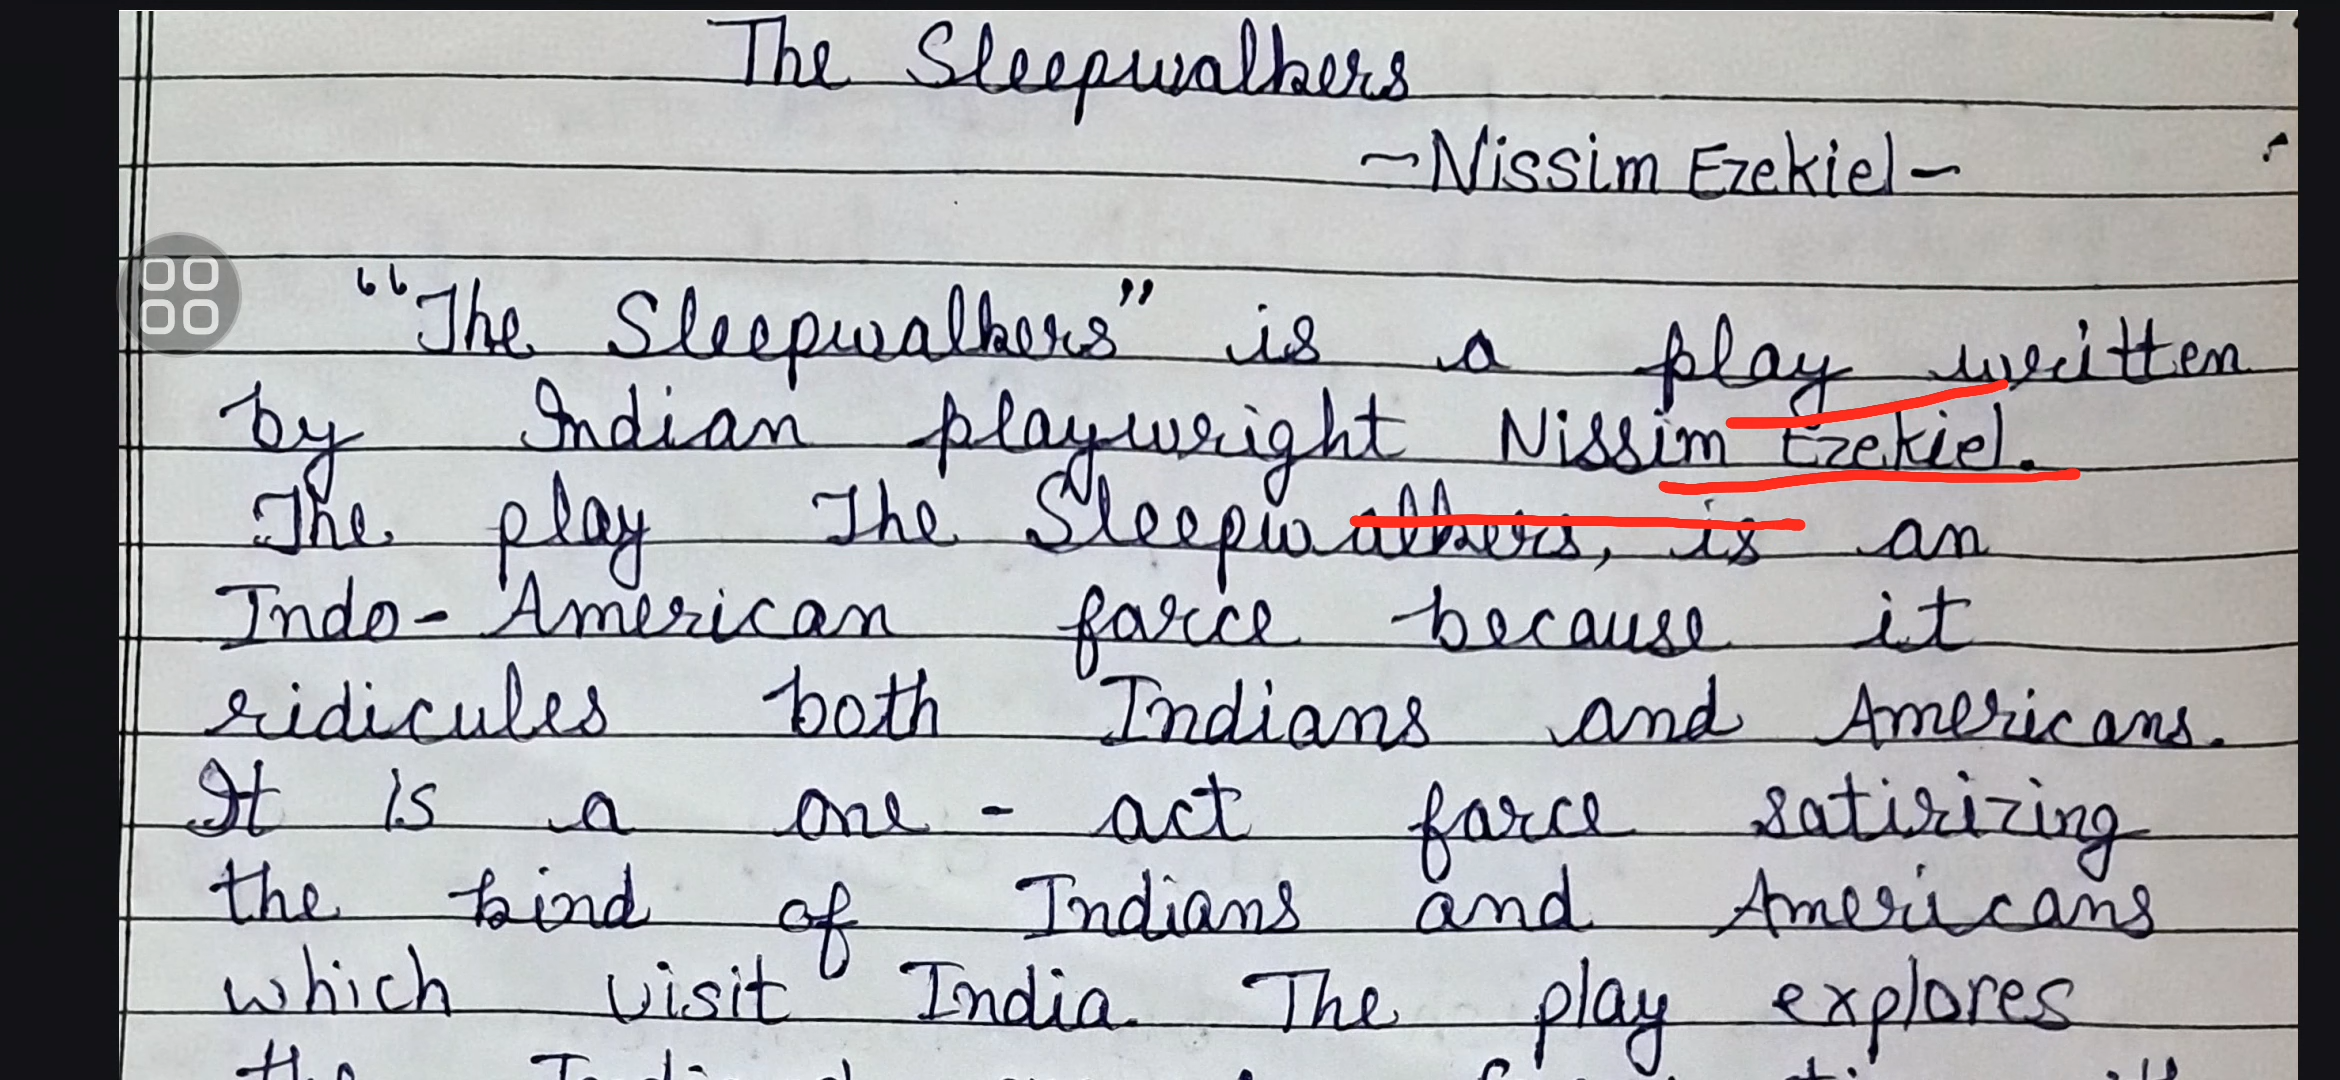 The Sleepwalkers
~Nissim Ezekiel~
"The Sleepwalkers" is a play written
by Indian playwright Nissim Ezekiel.
The play The Sleepwalkers, is an
Indo-American farce because it
ridicules both Indians and Americans.
It is a one-act farce satirizing
the kind of Indians and Americans
which visit India. The play explores
the